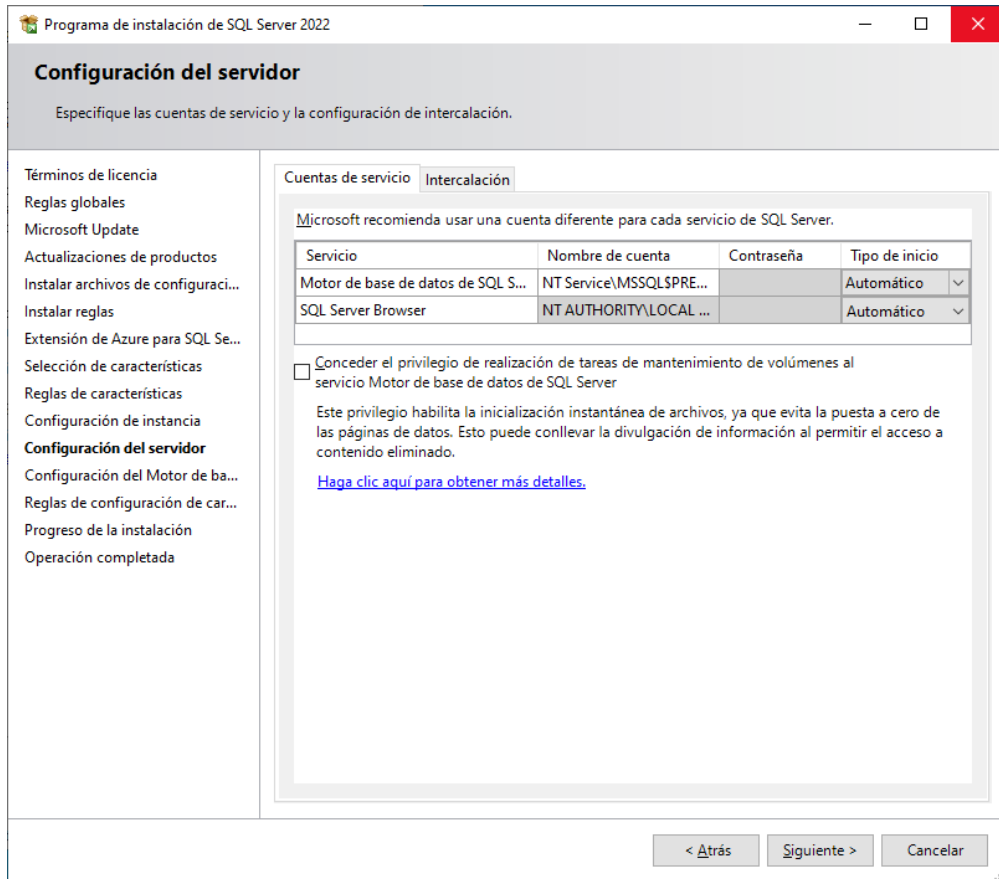 Programa de instalación de SQL Server 2022
Configuración del servidor
Especifique las cuentas de servicio y la configuración de intercalación.
Términos de licencia
Reglas globales
Microsoft Update
Actualizaciones de productos
Instalar archivos de configuraci...
Instalar reglas
Extensión de Azure para SQL Se...
Selección de características
Reglas de características
Configuración de instancia
Configuración del servidor
Configuración del Motor de ba...
Reglas de configuración de car...
Progreso de la instalación
Operación completada
Cuentas de servicio Intercalación
Microsoft recomienda usar una cuenta diferente para cada servicio de SQL Server.
Servicio Nombre de cuenta Contraseña Tipo de inicio
Motor de base de datos de SQL S... NT Service\MSSQL$PRE... Automático
SQL Server Browser NT AUTHORITY\LOCAL ... Automático
Conceder el privilegio de realización de tareas de mantenimiento de volúmenes al
servicio Motor de base de datos de SQL Server
Este privilegio habilita la inicialización instantánea de archivos, ya que evita la puesta a cero de
las páginas de datos. Esto puede conllevar la divulgación de información al permitir el acceso a
contenido eliminado.
Haga clic aquí para obtener más detalles.
< Atrás Siguiente > Cancelar